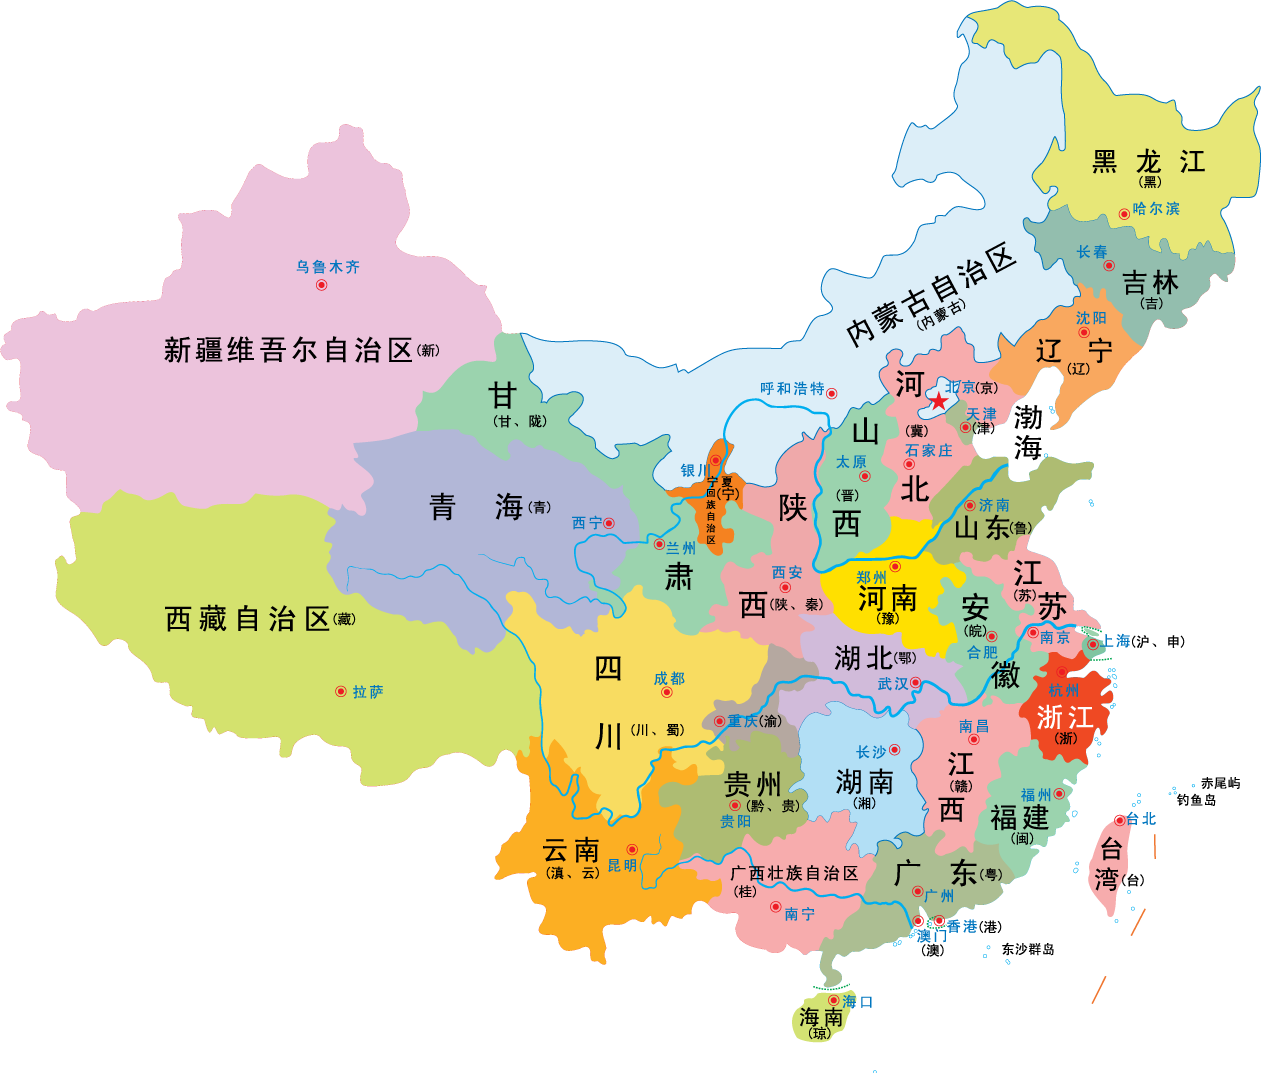 黑龙江
(黑)
哈尔滨
长春
吉林
(吉)
沈阳
辽宁
(辽)
内蒙古自治区
(内蒙古)
呼和浩特
乌鲁木齐
新疆维吾尔自治区(新)
甘肃
(甘、陇)
兰州
青海(青)
西宁
银川
宁夏回族自治区
(宁)
河北
(冀)
北京(京)
天津
(津)
石家庄
渤海
山西
太原
(晋)
陕西(陕、秦)
西安
济南
山东(鲁)
郑州
河南
(豫)
江苏
(苏)
南京
安徽
(皖)
合肥
上海(沪、申)
西藏自治区(藏)
拉萨
四川(川、蜀)
成都
重庆(渝)
湖北(鄂)
武汉
杭州
浙江
(浙)
长沙
湖南
(湘)
南昌
江西
(赣)
贵州
(黔、贵)
贵阳
福州
福建
(闽)
赤尾屿
钓鱼岛
台北
台湾(台)
云南
(滇、云)
昆明
广西壮族自治区
(桂)
南宁
广东(粤)
广州
香港(港)
澳门
(澳)
东沙群岛
海口
海南
(琼)